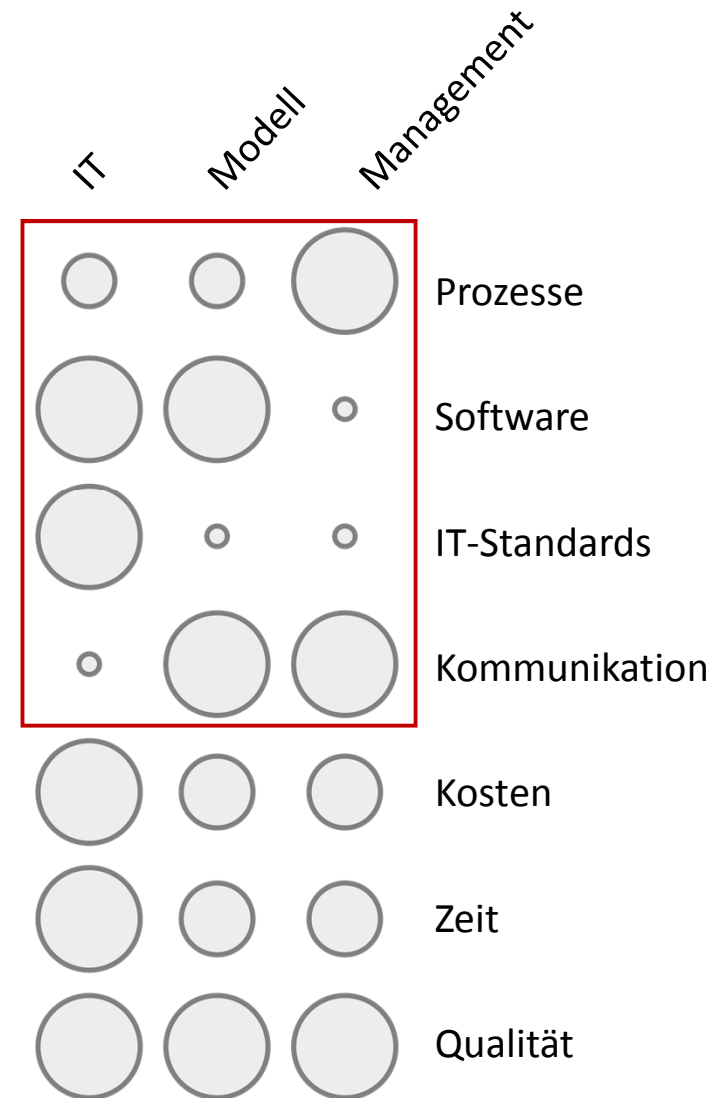 IT
Modell
Management
Prozesse
Software
IT-Standards
Kommunikation
Kosten
Zeit
Qualität